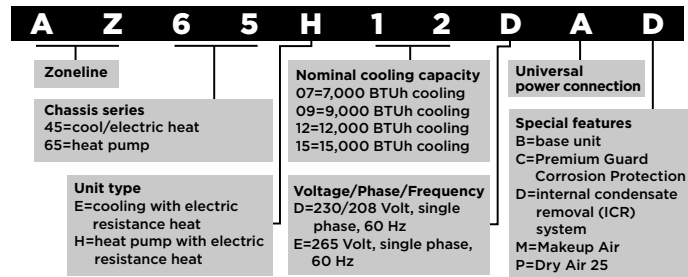 A Z 6 5 H 1 2 D A D
Zoneline
Chassis series
45=cool/electric heat
65=heat pump
Unit type
E=cooling with electric
resistance heat
H=heat pump with electric
resistance heat
Nominal cooling capacity
07=7,000 BTUh cooling
09=9,000 BTUh cooling
12=12,000 BTUh cooling
15=15,000 BTUh cooling
Voltage/Phase/Frequency
D=230/208 Volt, single
phase, 60 Hz
E=265 Volt, single phase,
60 Hz
Universal
power connection
Special features
B=base unit
C=Premium Guard
Corrosion Protection
D=internal condensate
removal (ICR)
system
M=Makeup Air
P=Dry Air 25